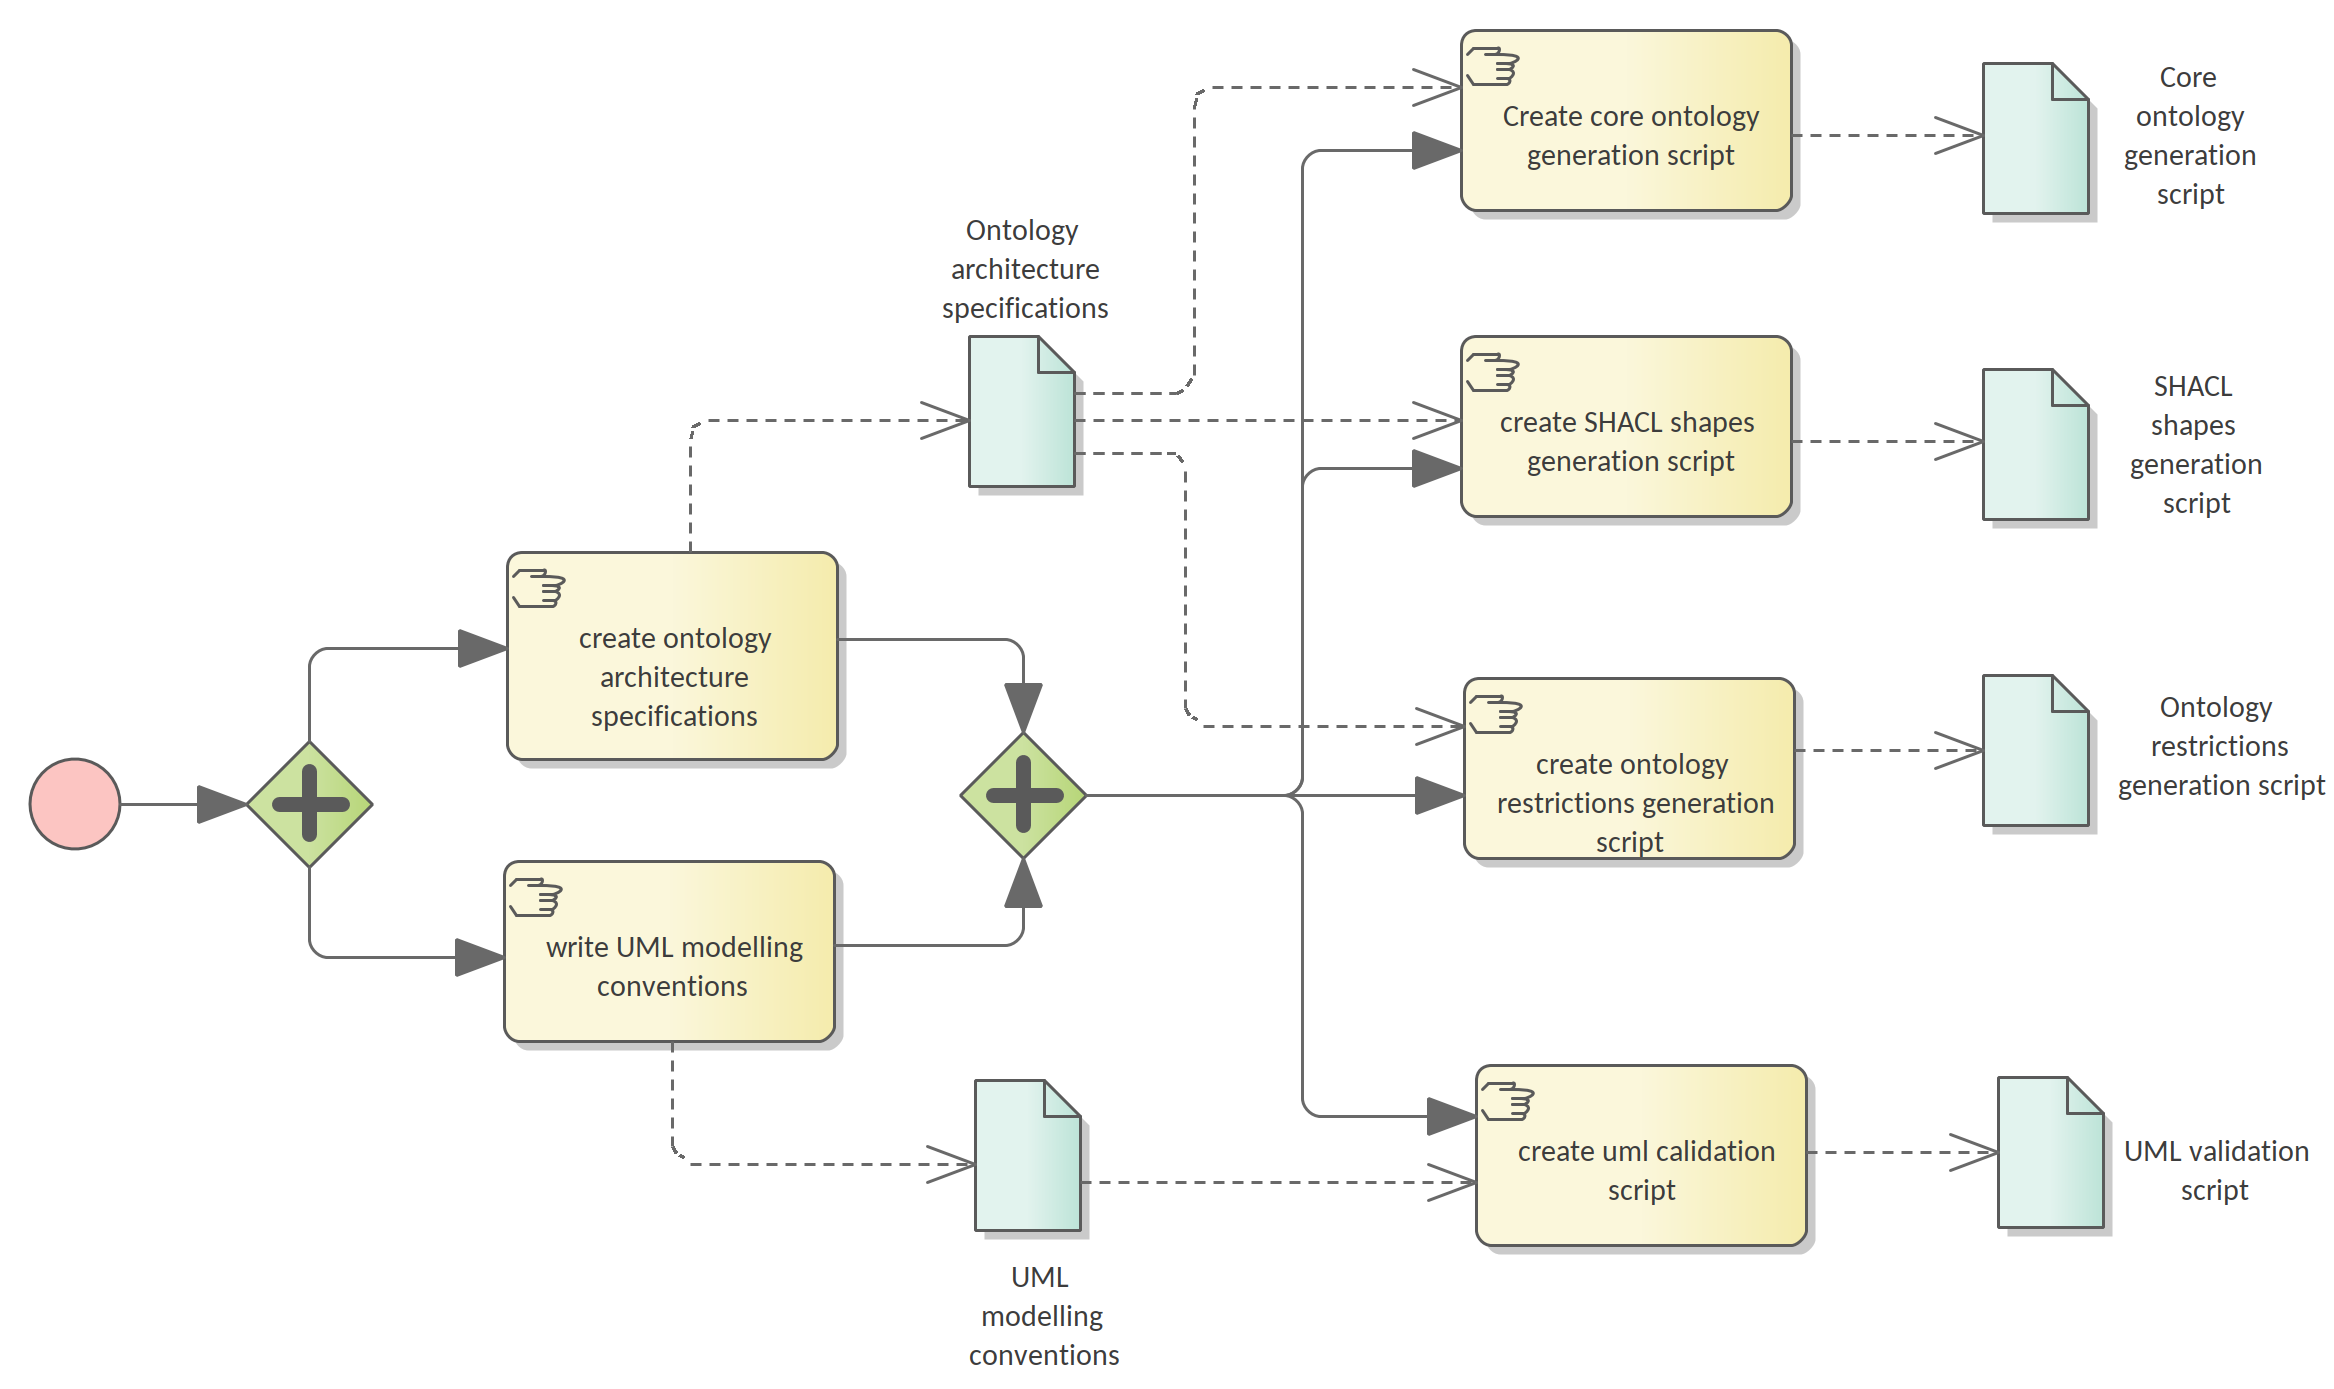 Core
ontology
generation
script
Create core ontology
generation script
Ontology
architecture
specifications
SHACL
shapes
generation
script
create SHACL shapes
generation script
create ontology
architecture
specifications
Ontology
restrictions
generation script
create ontology
restrictions generation
script
write UML modelling
conventions
create uml calidation
script
UML validation
script
UML
modelling
conventions